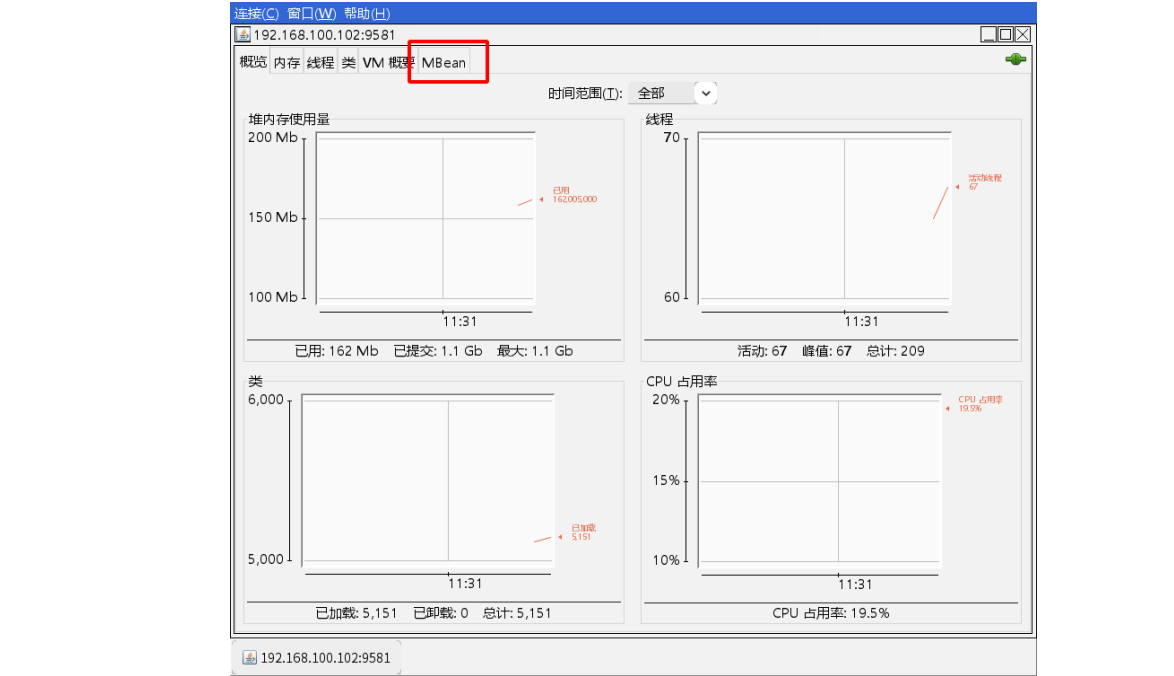 连接(C) 窗口(W) 帮助(H)
192.168.100.102:9581
概览 内存 线程 类 VM 概要 MBean
时间范围(T): 全部
堆内存使用量
200 Mb
150 Mb
100 Mb
已用
162,005,000
11:31
已用: 162 Mb 已提交: 1.1 Gb 最大: 1.1 Gb
线程
70
60
活动线程
67
11:31
活动: 67 峰值: 67 总计: 209
类
6,000
5,000
已加载
5,151
11:31
已加载: 5,151 已卸载: 0 总计: 5,151
CPU 占用率
20%
15%
10%
CPU 占用率
19.5%
11:31
CPU 占用率: 19.5%
192.168.100.102:9581